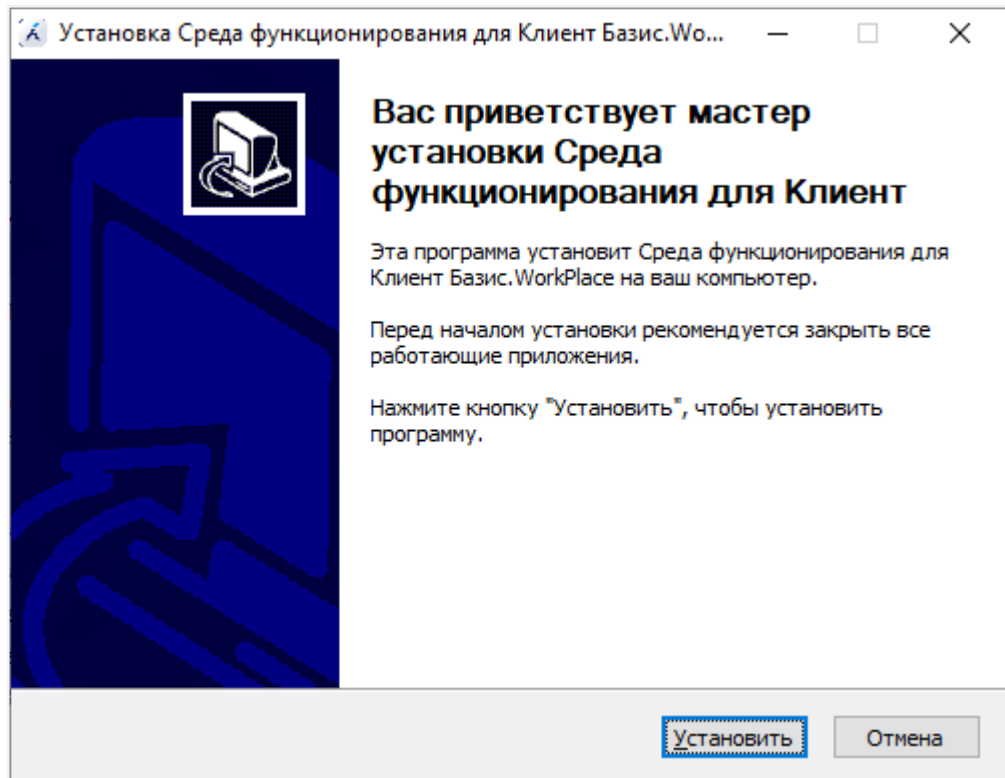 Установка Среда функционирования для Клиент Базис.Wo...
Вас приветствует мастер
установки Среда
функционирования для Клиент
Эта программа установит Среда функционирования для
Клиент Базис.WorkPlace на ваш компьютер.
Перед началом установки рекомендуется закрыть все
работающие приложения.
Нажмите кнопку "Установить", чтобы установить
программу.
Установить
Отмена